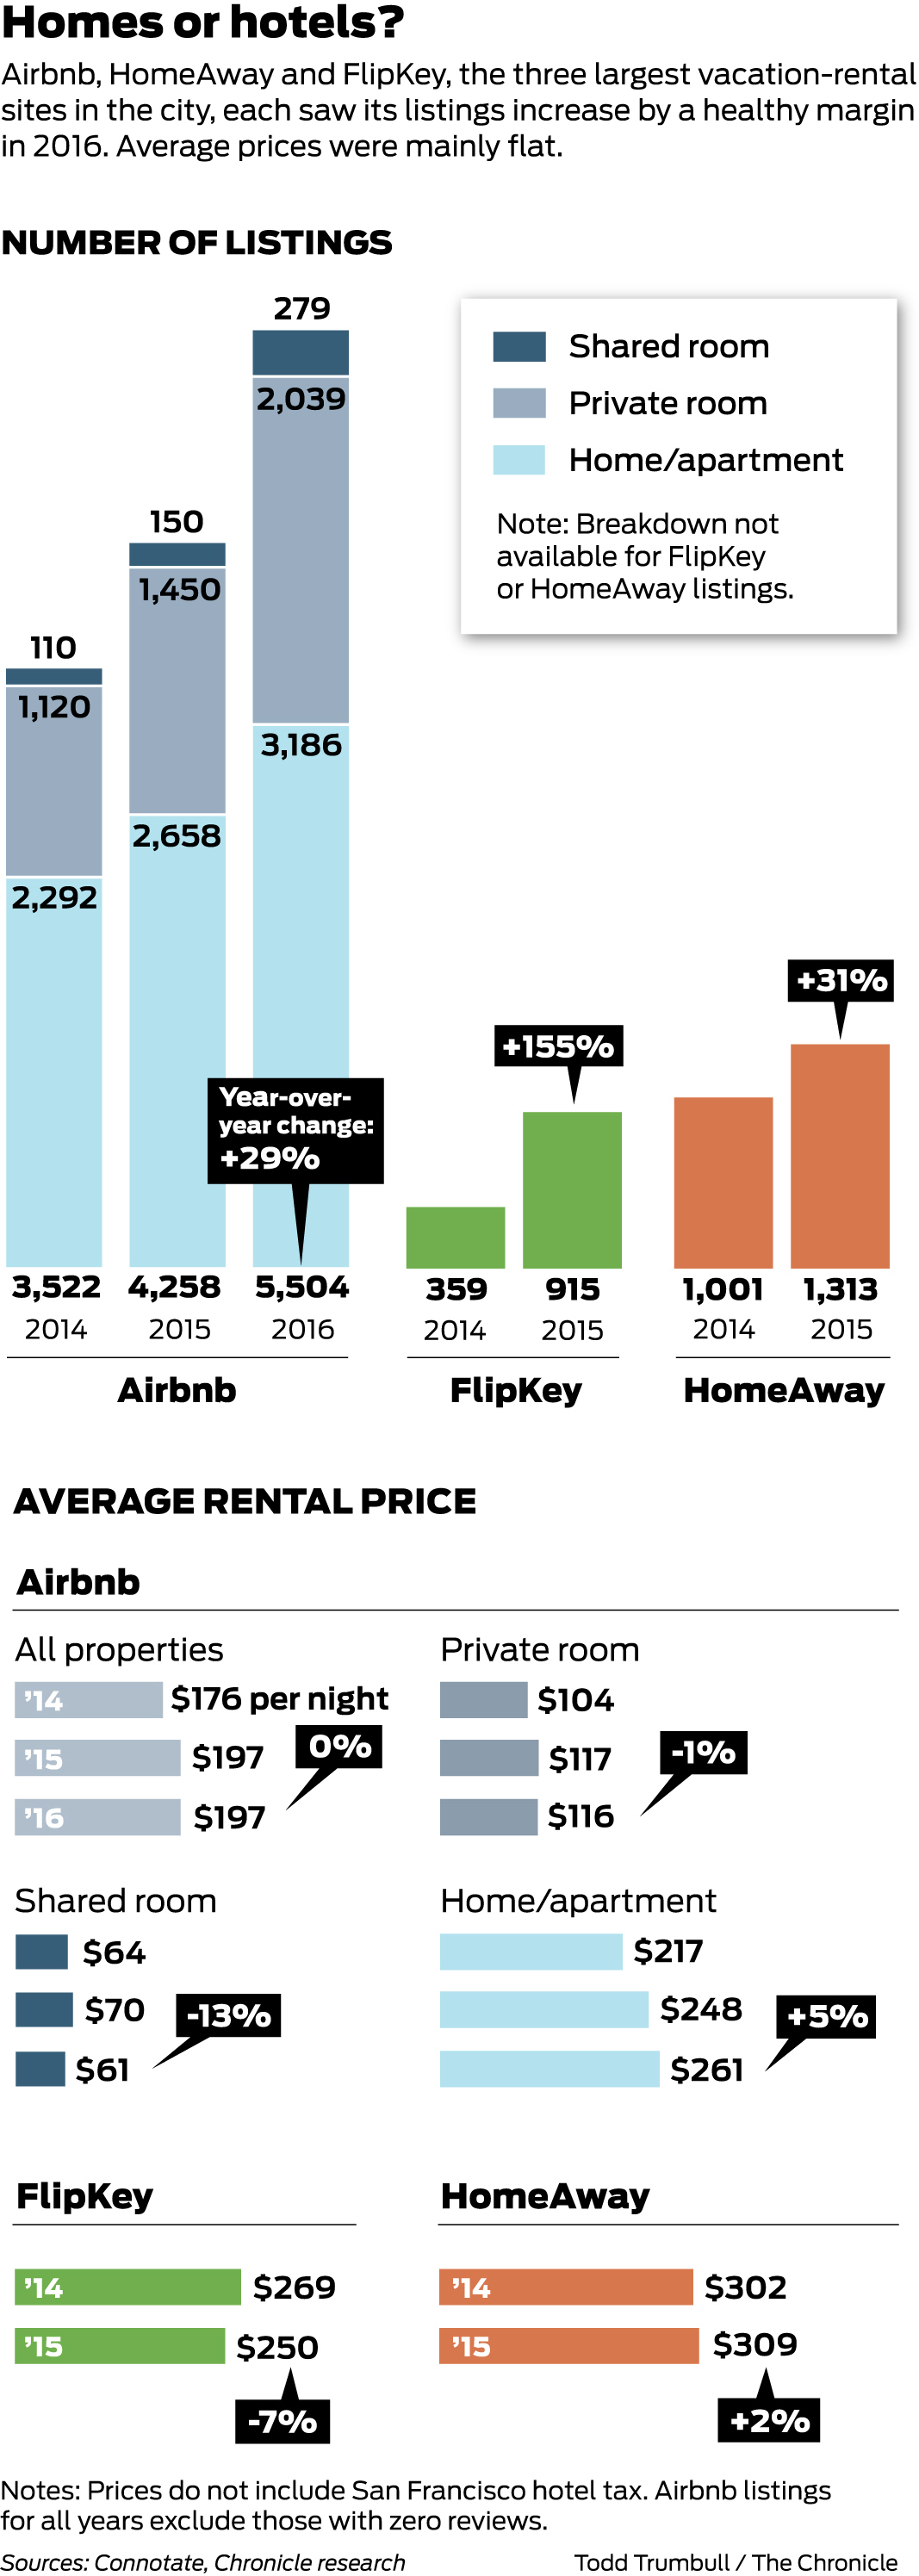 Homes or hotels?
Airbnb, HomeAway and FlipKey, the three largest vacation-rental
sites in the city, each saw its listings increase by a healthy margin
in 2016. Average prices were mainly flat.
NUMBER OF LISTINGS
279
2,039
3,186
150
1,450
2,658
110
1,120
2,292
Shared room
Private room
Home/apartment
Note: Breakdown not
available for FlipKey
or HomeAway listings.
Year-over-
year change:
+29%
+155%
+31%
3,522 4,258 5,504 359 915 1,001 1,313
2014 2015 2016 2014 2015 2014 2015
Airbnb FlipKey HomeAway
AVERAGE RENTAL PRICE
Airbnb
All properties
’14 $176 per night
’15 $197
’16 $197
0%
Private room
$104
$117
$116
-1%
Shared room
$64
$70
$61
-13%
Home/apartment
$217
$248
$261
+5%
FlipKey
’14 $269
’15 $250
-7%
HomeAway
’14 $302
’15 $309
+2%
Notes: Prices do not include San Francisco hotel tax. Airbnb listings
for all years exclude those with zero reviews.
Sources: Connotate, Chronicle research
Todd Trumbull / The Chronicle